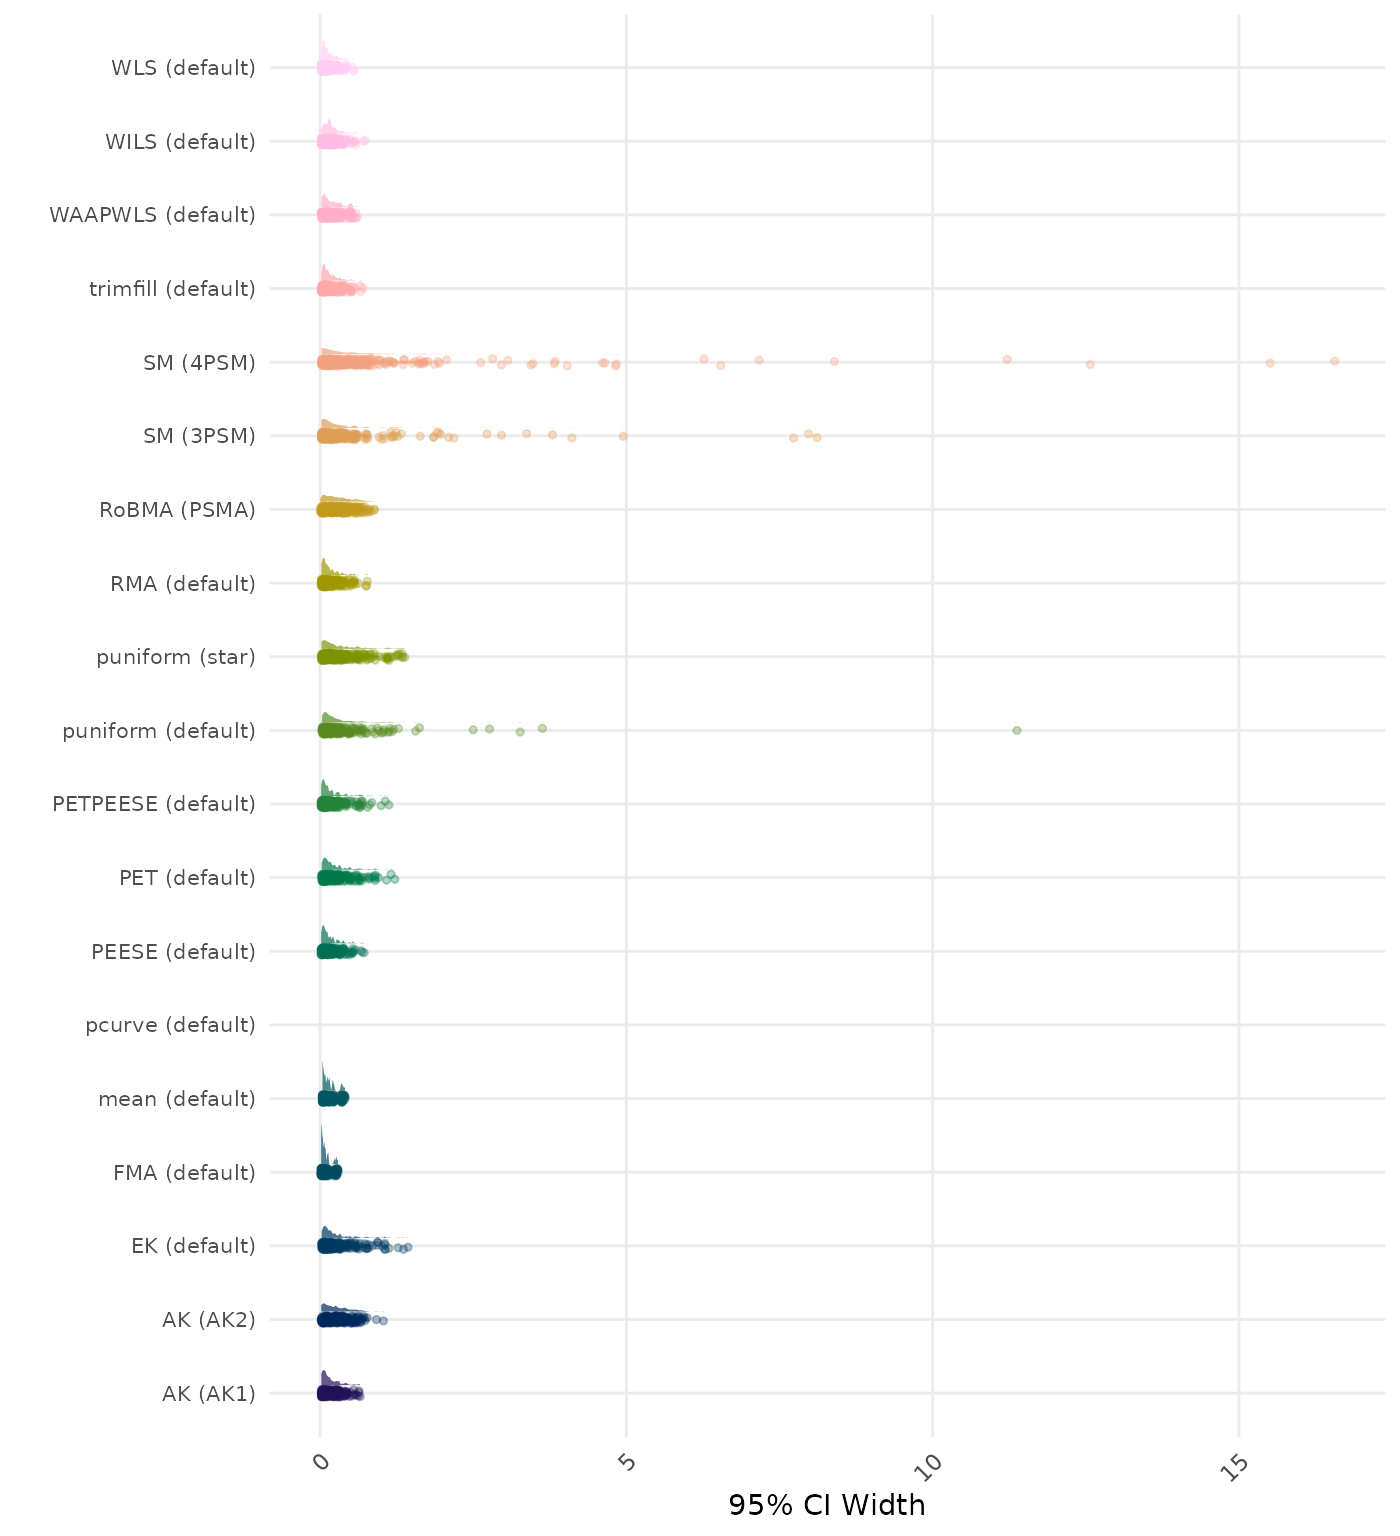 WLS (default)
WILS (default)
WAAPWLS (default)
trimfill (default)
SM (4PSM)
SM (3PSM)
RoBMA (PSMA)
RMA (default)
puniform (star)
puniform (default)
PETPEESE (default)
PET (default)
PEESE (default)
pcurve (default)
mean (default)
FMA (default)
EK (default)
AK (AK2)
AK (AK1)
0 5 10 15
95% CI Width